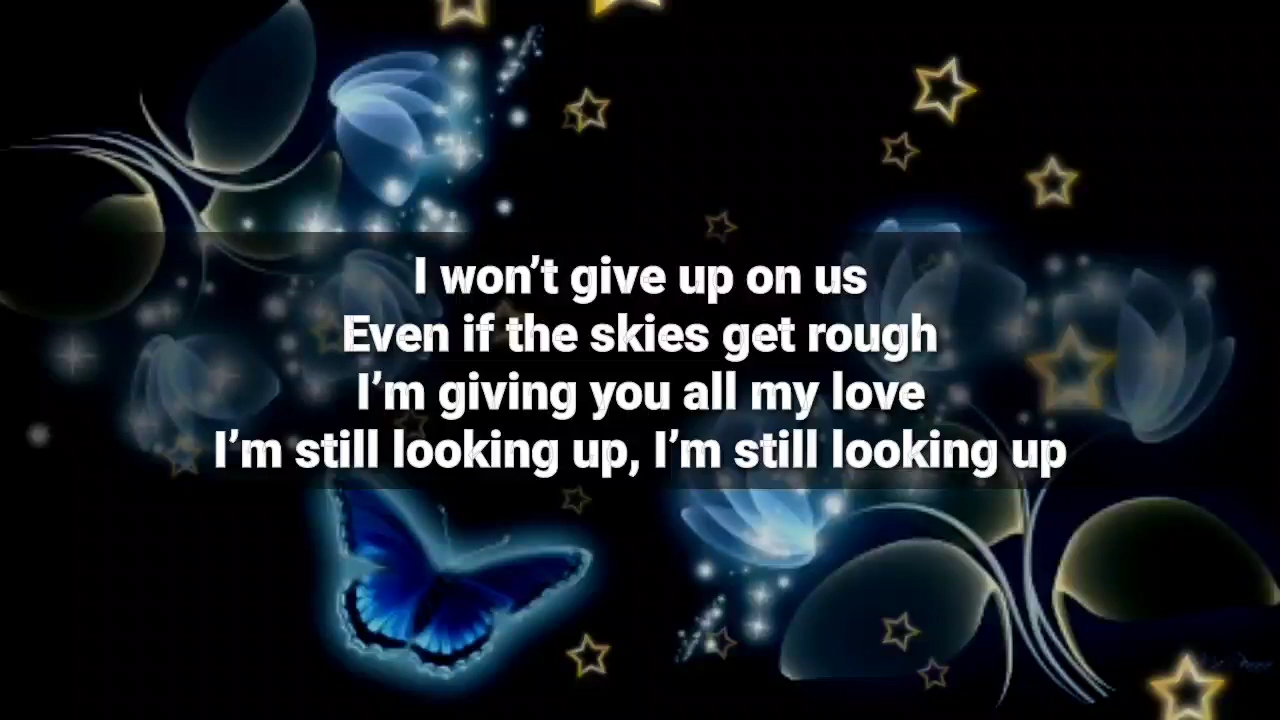 I won’t give up on us
Even if the skies get rough
I’m giving you all my love
I’m still looking up, I’m still looking up